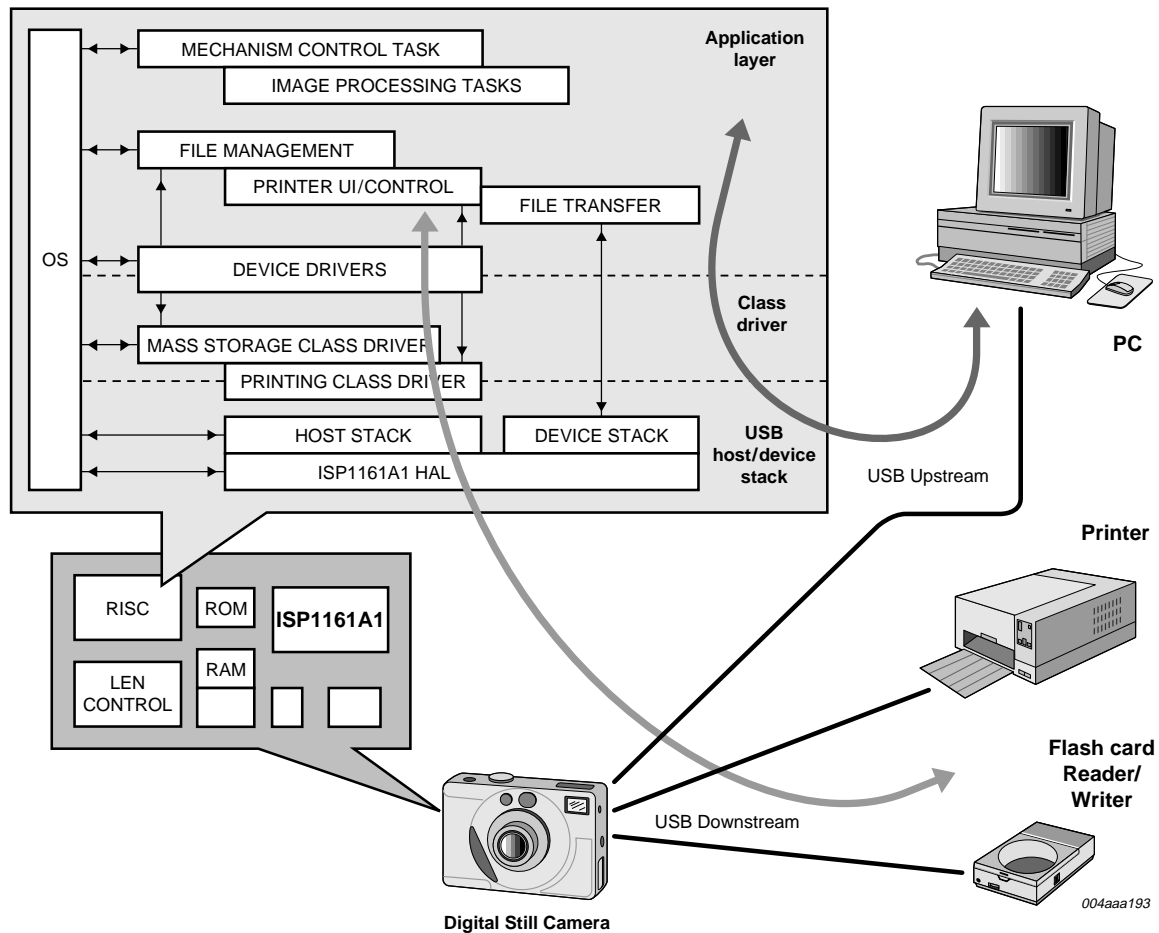 MECHANISM CONTROL TASK
IMAGE PROCESSING TASKS
Application
layer
FILE MANAGEMENT
PRINTER UI/CONTROL
FILE TRANSFER
OS
DEVICE DRIVERS
Class
driver
MASS STORAGE CLASS DRIVER
PRINTING CLASS DRIVER
HOST STACK
DEVICE STACK
USB
host/device
stack
ISP1161A1 HAL
PC
USB Upstream
RISC
ROM
ISP1161A1
LEN
CONTROL
RAM
Printer
Flash card
Reader/
Writer
USB Downstream
Digital Still Camera
004aaa193